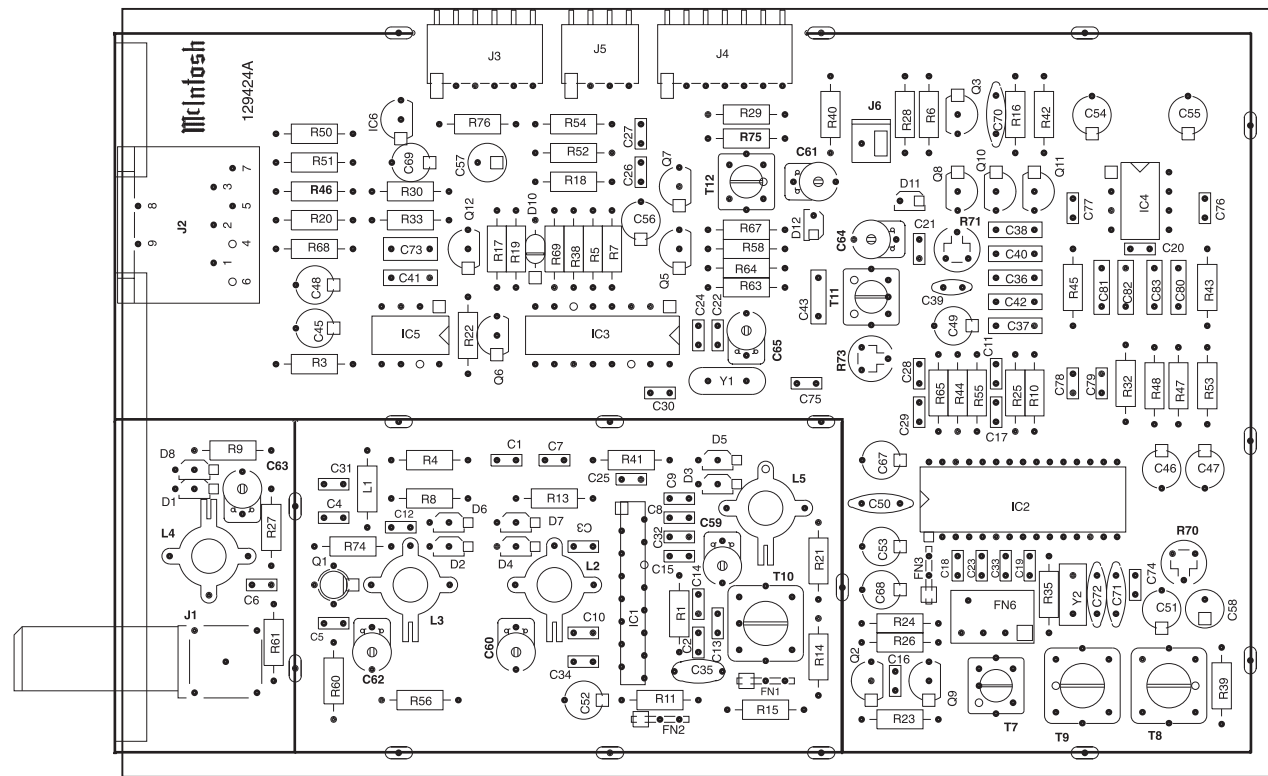 McIntosh
129424A
J3
J5
J4
IC6
R76
R54
C27
R29
R75
R40
J6
R28
R6
Q3
C70
R16
R42
C54
C55
R50
R51
R46
R20
R68
C69
C57
R52
R18
C26
Q7
T12
C61
D11
Q8
Q10
Q11
IC4
C77
C76
J2
7
3
8
5
2
9
4
1
6
R30
R33
C73
C41
Q12
R17
R19
D10
R69
R38
R5
R7
C56
Q5
R67
R58
R64
R63
D12
C64
C21
R71
C38
C40
C36
C42
C37
C39
C49
C20
R45
C81
C82
C83
C80
R43
C48
C45
R3
IC5
R22
Q6
IC3
C24
C22
C65
C43
T11
R73
C28
C29
R65
R44
R55
C11
C17
R25
R10
C78
C79
R32
R48
R47
R53
C30
Y1
C75
D8
D1
R9
C63
L4
R27
C6
J1
R61
C31
C4
L1
R4
R8
C12
R74
Q1
C5
R60
C62
L3
R56
D6
D2
C1
C7
R13
D7
D4
C3
L2
C60
C10
C34
C52
R41
C25
IC1
C9
C8
C32
C15
D5
D3
L5
C59
C14
T10
R1
C2
C13
C35
R11
FN2
FN1
R15
R21
R14
C67
C50
C53
C68
IC2
C46
C47
FN3
C18
C23
C33
C19
R35
Y2
C72
C71
C74
R70
C51
C58
FN6
R24
R26
Q2
C16
Q9
R23
T7
T9
T8
R39